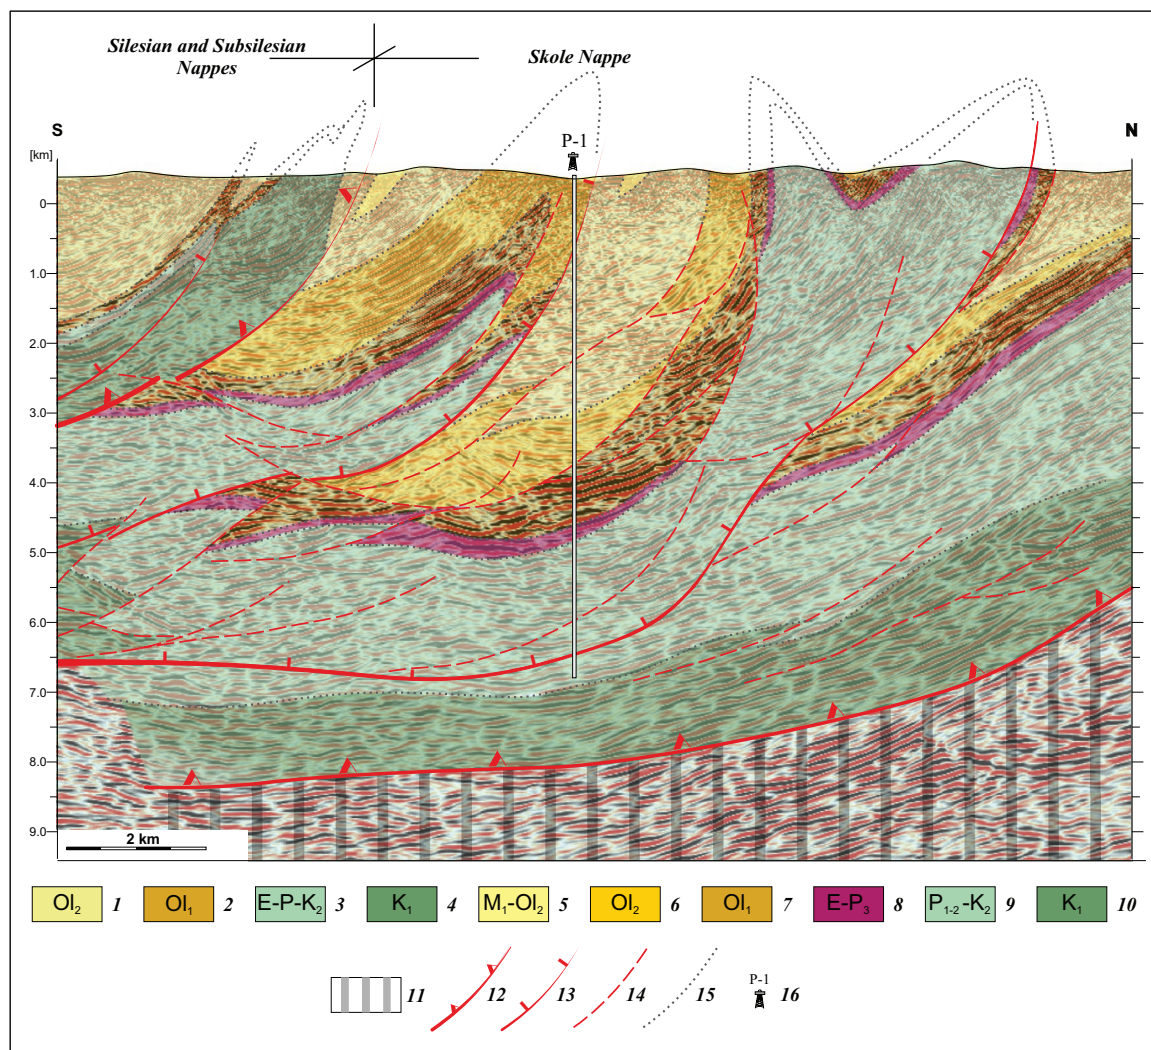 Silesian and Subsilesian
Nappes
Skole Nappe
S
P-1
N
[km]
0
1.0
2.0
3.0
4.0
5.0
6.0
7.0
8.0
9.0
2 km
Ol₂ 1 Ol₁ 2 E-P-K₂ 3 K₁ 4 M₁-Ol₂ 5 Ol₂ 6 Ol₁ 7 E-P₃ 8 P₁₋₂-K₂ 9 K₁ 10
11 12 13 14 15 P-1 16